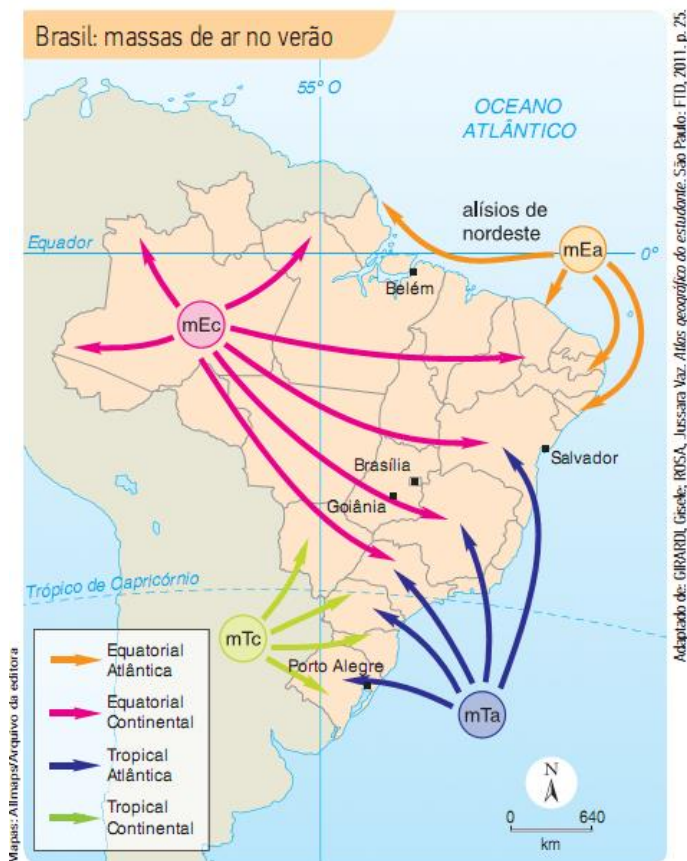 Brasil: massas de ar no verão
55º O
OCEANO
ATLÂNTICO
alísios de
nordeste
mEa
Equador
0º
Belém
mEc
Salvador
Brasília
Goiânia
Trópico de Capricórnio
mTc
Porto Alegre
mTa
Equatorial
Atlântica
Equatorial
Continental
Tropical
Atlântica
Tropical
Continental
N
0 640
km
Mapas: Allmaps/Arquivo da editora
Adaptado de: GIRARDI, Gisele; ROSA, Jussara Vaz. Atlas geográfico do estudante. São Paulo: FTD, 2011. p. 25.